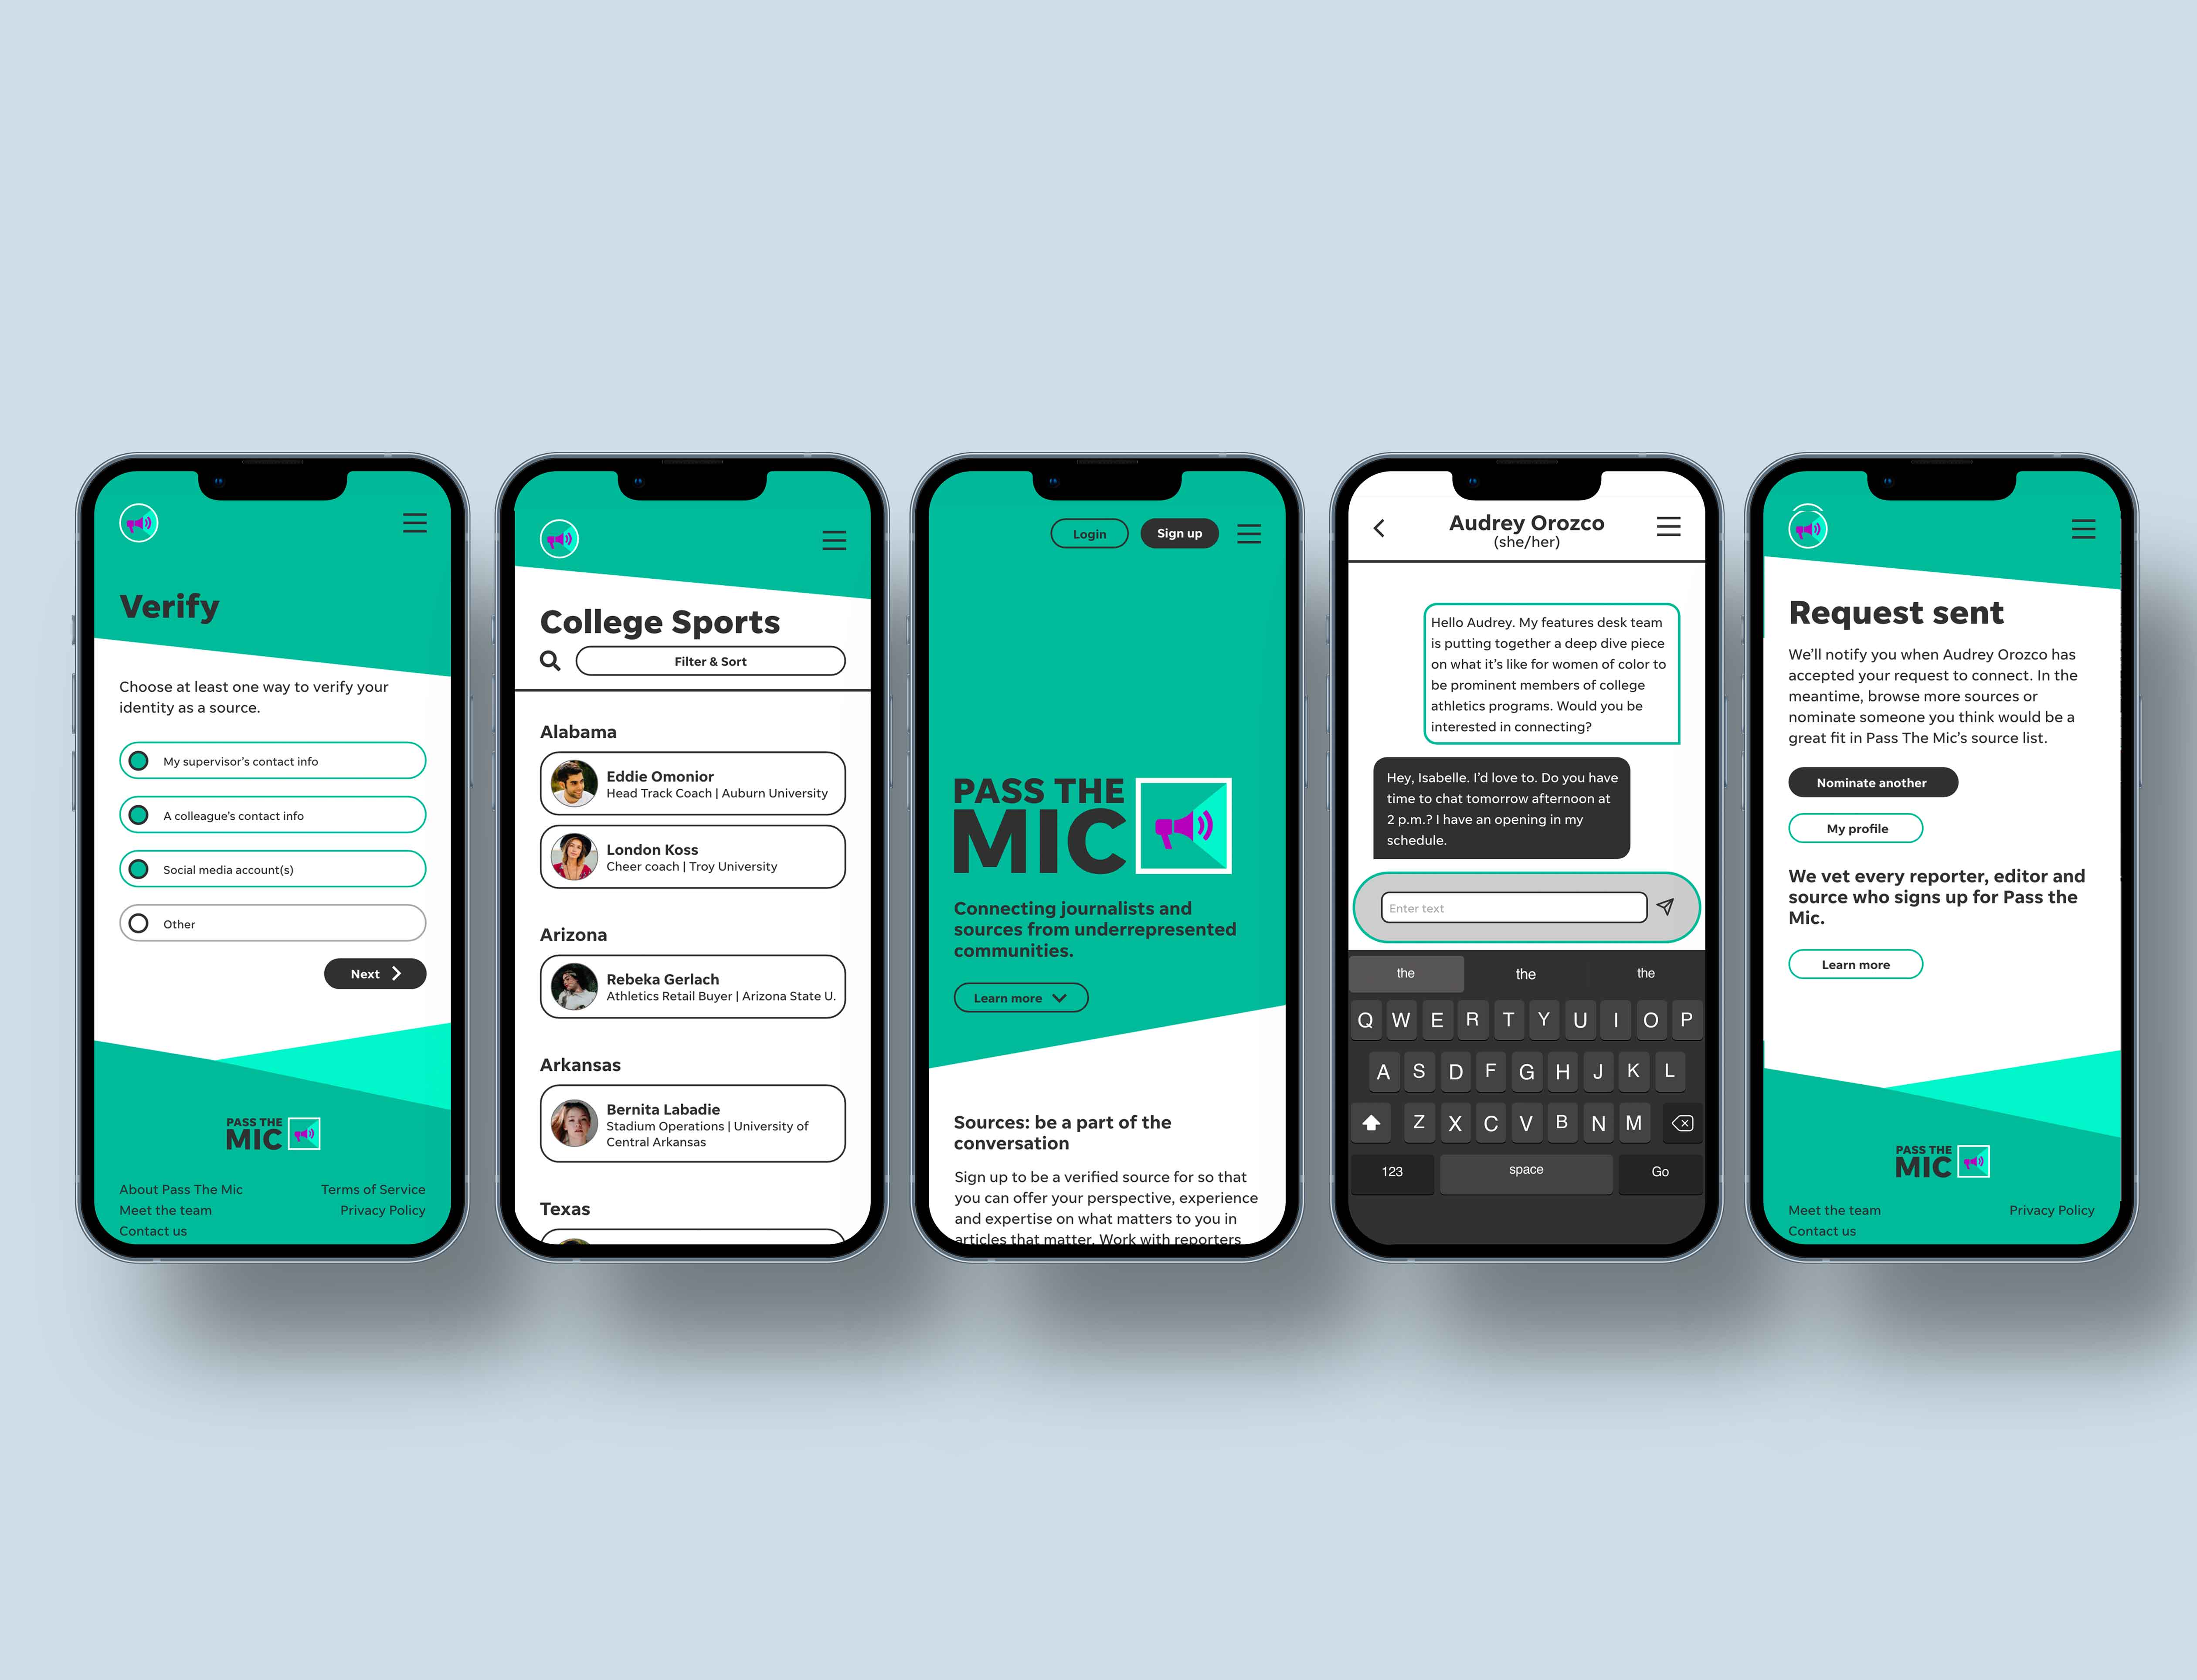 Verify
Choose at least one way to verify your
identity as a source.
My supervisor's contact info
A colleague's contact info
Social media account(s)
Other
Next
PASS THE
MIC
About Pass The Mic
Terms of Service
Meet the team
Privacy Policy
Contact us
College Sports
Filter & Sort
Alabama
Eddie Omonior
Head Track Coach | Auburn University
London Koss
Cheer coach | Troy University
Arizona
Rebeka Gerlach
Athletics Retail Buyer | Arizona State U.
Arkansas
Bernita Labadie
Stadium Operations | University of
Central Arkansas
Texas
Login
Sign up
PASS THE
MIC
Connecting journalists and
sources from underrepresented
communities.
Learn more
Sources: be a part of the
conversation
Sign up to be a verified source for so that
you can offer your perspective, experience
and expertise on what matters to you in
articles that matter. Work with reporters
Audrey Orozco
(she/her)
Hello Audrey. My features desk team
is putting together a deep dive piece
on what it's like for women of color to
be prominent members of college
athletics programs. Would you be
interested in connecting?
Hey, Isabelle. I'd love to. Do you have
time to chat tomorrow afternoon at
2 p.m.? I have an opening in my
schedule.
Enter text
the the the
Q W E R T Y U I O P
A S D F G H J K L
Z X C V B N M
123 space Go
Request sent
We'll notify you when Audrey Orozco has
accepted your request to connect. In the
meantime, browse more sources or
nominate someone you think would be a
great fit in Pass The Mic's source list.
Nominate another
My profile
We vet every reporter, editor and
source who signs up for Pass the
Mic.
Learn more
PASS THE
MIC
Meet the team
Privacy Policy
Contact us